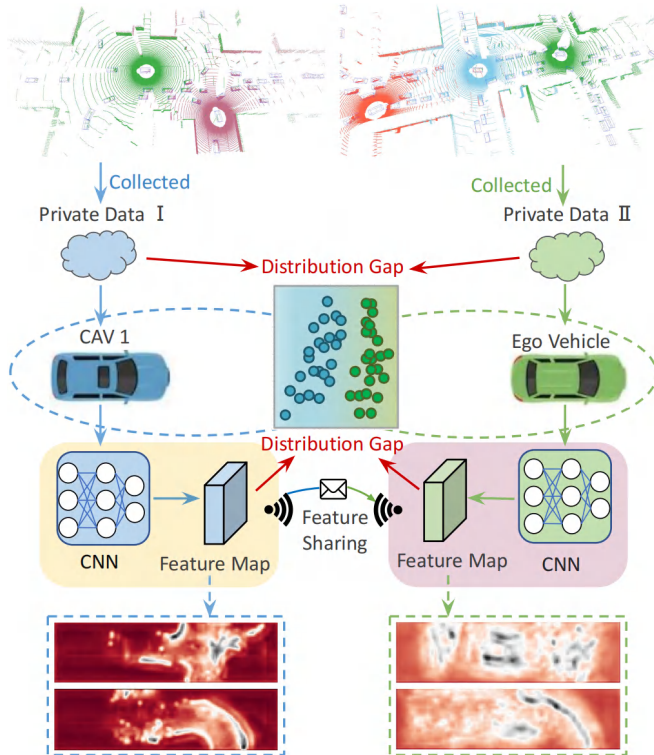 Collected
Collected
Private Data Ⅰ
Private Data Ⅱ
Distribution Gap
CAV 1
Ego Vehicle
Distribution Gap
Feature
Sharing
CNN
Feature Map
Feature Map
CNN